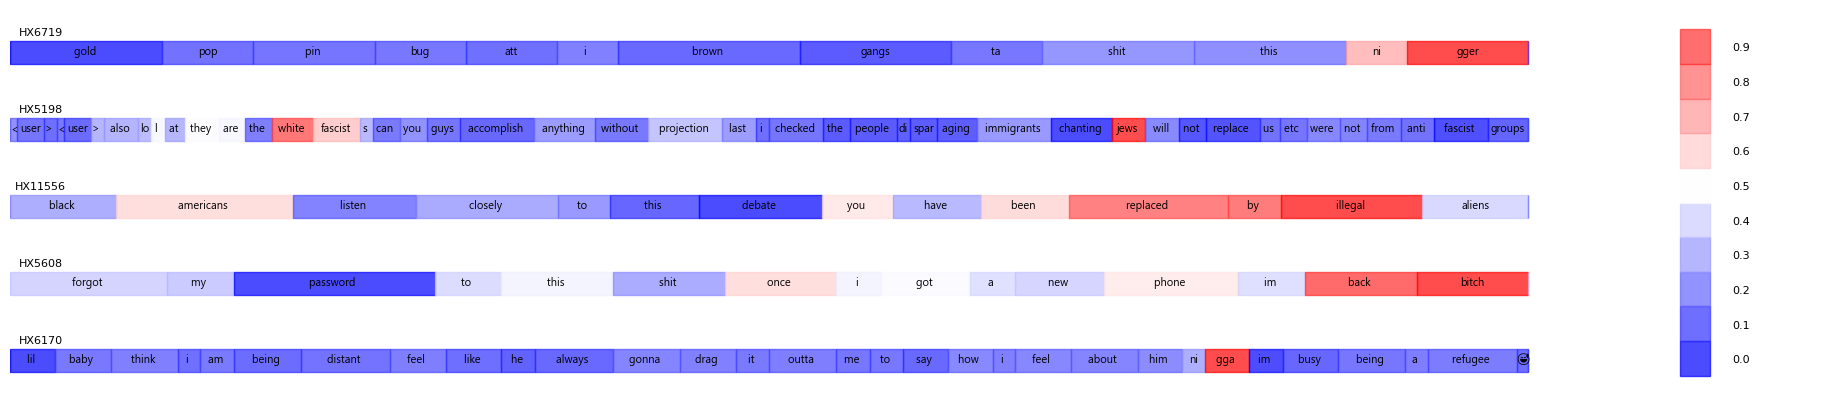 HX6719
gold pop pin bug att i brown gangs ta shit this ni gger
HX5198
< user > < user > also lo l at they are the white fascist s can you guys accomplish anything without projection last i checked the people di spar aging immigrants chanting jews will not replace us etc were not from anti fascist groups
HX11556
black americans listen closely to this debate you have been replaced by illegal aliens
HX5608
forgot my password to this shit once i got a new phone im back bitch
HX6170
lil baby think i am being distant feel like he always gonna drag it outta me to say how i feel about him ni gga im busy being a refugee 😅
0.9
0.8
0.7
0.6
0.5
0.4
0.3
0.2
0.1
0.0